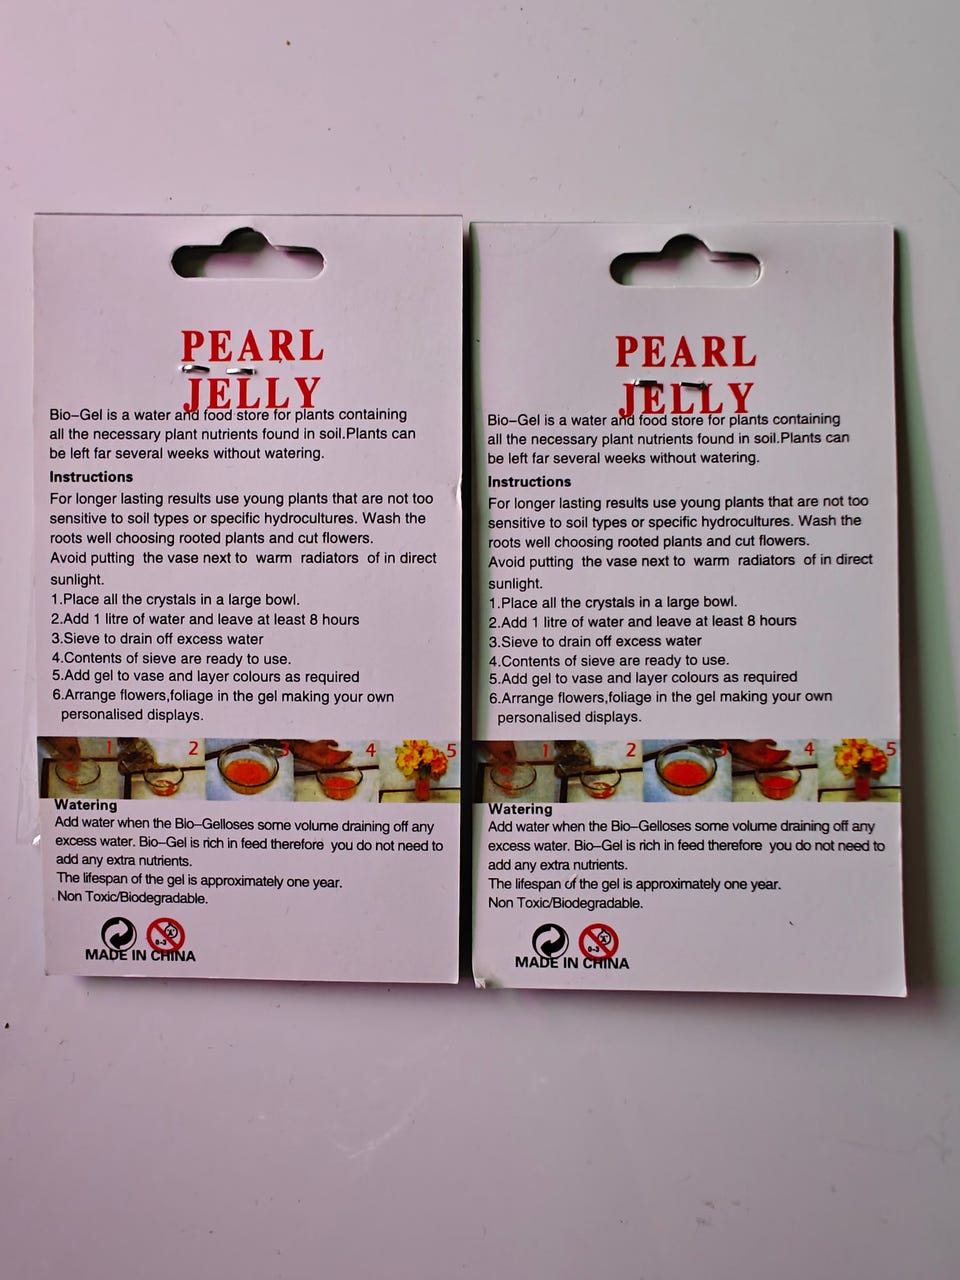 PEARL
JELLY
Bio-Gel is a water and food store for plants containing
all the necessary plant nutrients found in soil.Plants can
be left far several weeks without watering.
Instructions
For longer lasting results use young plants that are not too
sensitive to soil types or specific hydrocultures. Wash the
roots well choosing rooted plants and cut flowers.
Avoid putting the vase next to warm radiators of in direct
sunlight.
1.Place all the crystals in a large bowl.
2.Add 1 litre of water and leave at least 8 hours
3.Sieve to drain off excess water
4.Contents of sieve are ready to use.
5.Add gel to vase and layer colours as required
6.Arrange flowers,foliage in the gel making your own
personalised displays.
1 2 3 4 5
Watering
Add water when the Bio-Gelloses some volume draining off any
excess water. Bio-Gel is rich in feed therefore you do not need to
add any extra nutrients.
The lifespan of the gel is approximately one year.
Non Toxic/Biodegradable.
0-3
MADE IN CHINA
PEARL
JELLY
Bio-Gel is a water and food store for plants containing
all the necessary plant nutrients found in soil.Plants can
be left far several weeks without watering.
Instructions
For longer lasting results use young plants that are not too
sensitive to soil types or specific hydrocultures. Wash the
roots well choosing rooted plants and cut flowers.
Avoid putting the vase next to warm radiators of in direct
sunlight.
1.Place all the crystals in a large bowl.
2.Add 1 litre of water and leave at least 8 hours
3.Sieve to drain off excess water
4.Contents of sieve are ready to use.
5.Add gel to vase and layer colours as required
6.Arrange flowers,foliage in the gel making your own
personalised displays.
1 2 3 4 5
Watering
Add water when the Bio-Gelloses some volume draining off any
excess water. Bio-Gel is rich in feed therefore you do not need to
add any extra nutrients.
The lifespan of the gel is approximately one year.
Non Toxic/Biodegradable.
0-3
MADE IN CHINA